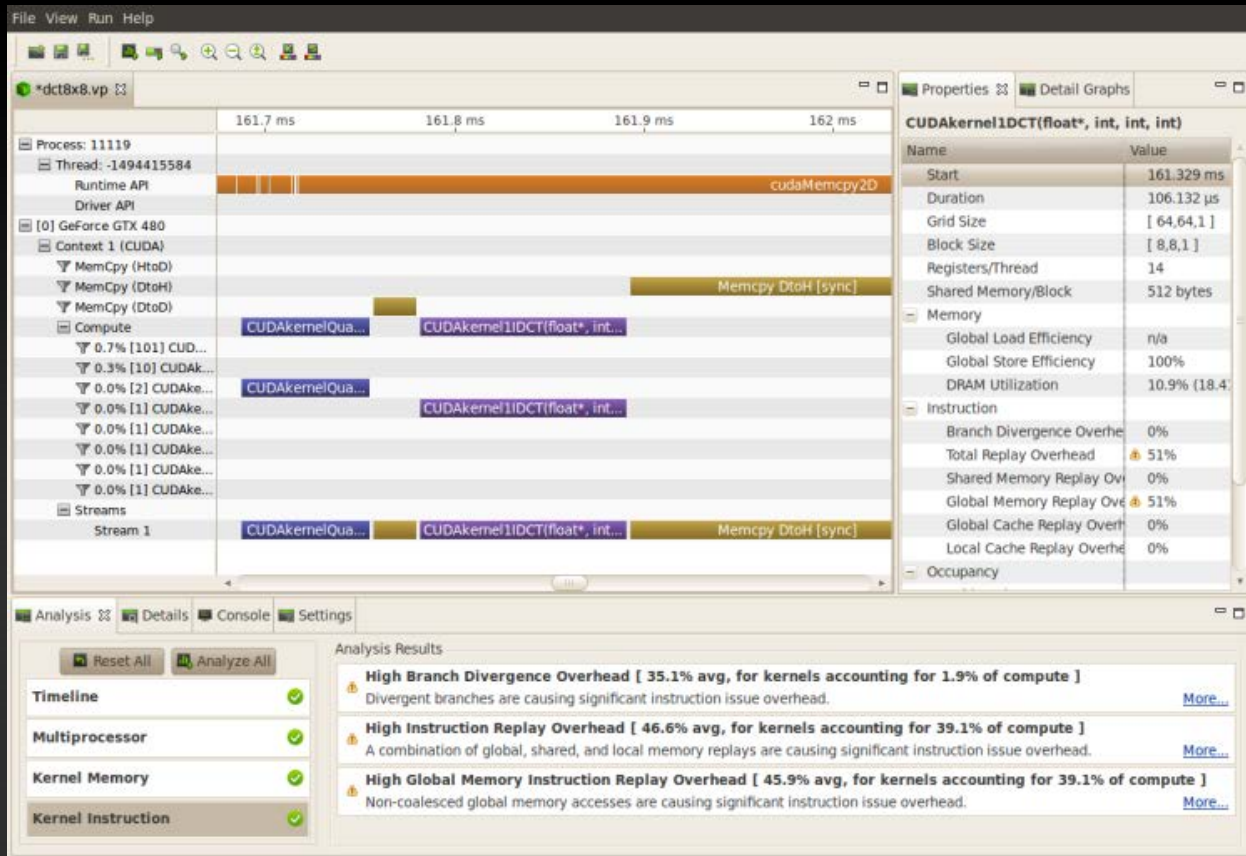 File View Run Help
*dct8x8.vp
161.7 ms 161.8 ms 161.9 ms 162 ms
Process: 11119
Thread: -1494415584
Runtime API cudaMemcpy2D
Driver API
[0] GeForce GTX 480
Context 1 (CUDA)
MemCpy (HtoD)
MemCpy (DtoH) Memcpy DtoH [sync]
MemCpy (DtoD)
Compute CUDAkernelQua... CUDAkernel1IDCT(float*, int...
0.7% [101] CUD...
0.3% [10] CUDAk...
0.0% [2] CUDAke... CUDAkernelQua...
0.0% [1] CUDAke... CUDAkernel1IDCT(float*, int...
0.0% [1] CUDAke...
0.0% [1] CUDAke...
0.0% [1] CUDAke...
0.0% [1] CUDAke...
Streams
Stream 1 CUDAkernelQua... CUDAkernel1IDCT(float*, int... Memcpy DtoH [sync]
Properties Detail Graphs
CUDAkernel1DCT(float*, int, int, int)
Name Value
Start 161.329 ms
Duration 106.132 µs
Grid Size [ 64,64,1 ]
Block Size [ 8,8,1 ]
Registers/Thread 14
Shared Memory/Block 512 bytes
Memory
Global Load Efficiency n/a
Global Store Efficiency 100%
DRAM Utilization 10.9% (18.4
Instruction
Branch Divergence Overhe 0%
Total Replay Overhead 51%
Shared Memory Replay Ov 0%
Global Memory Replay Ove 51%
Global Cache Replay Overh 0%
Local Cache Replay Overhe 0%
Occupancy
Analysis Details Console Settings
Reset All Analyze All
Timeline
Multiprocessor
Kernel Memory
Kernel Instruction
Analysis Results
High Branch Divergence Overhead [ 35.1% avg, for kernels accounting for 1.9% of compute ]
Divergent branches are causing significant instruction issue overhead. More...
High Instruction Replay Overhead [ 46.6% avg, for kernels accounting for 39.1% of compute ]
A combination of global, shared, and local memory replays are causing significant instruction issue overhead. More...
High Global Memory Instruction Replay Overhead [ 45.9% avg, for kernels accounting for 39.1% of compute ]
Non-coalesced global memory accesses are causing significant instruction issue overhead. More...